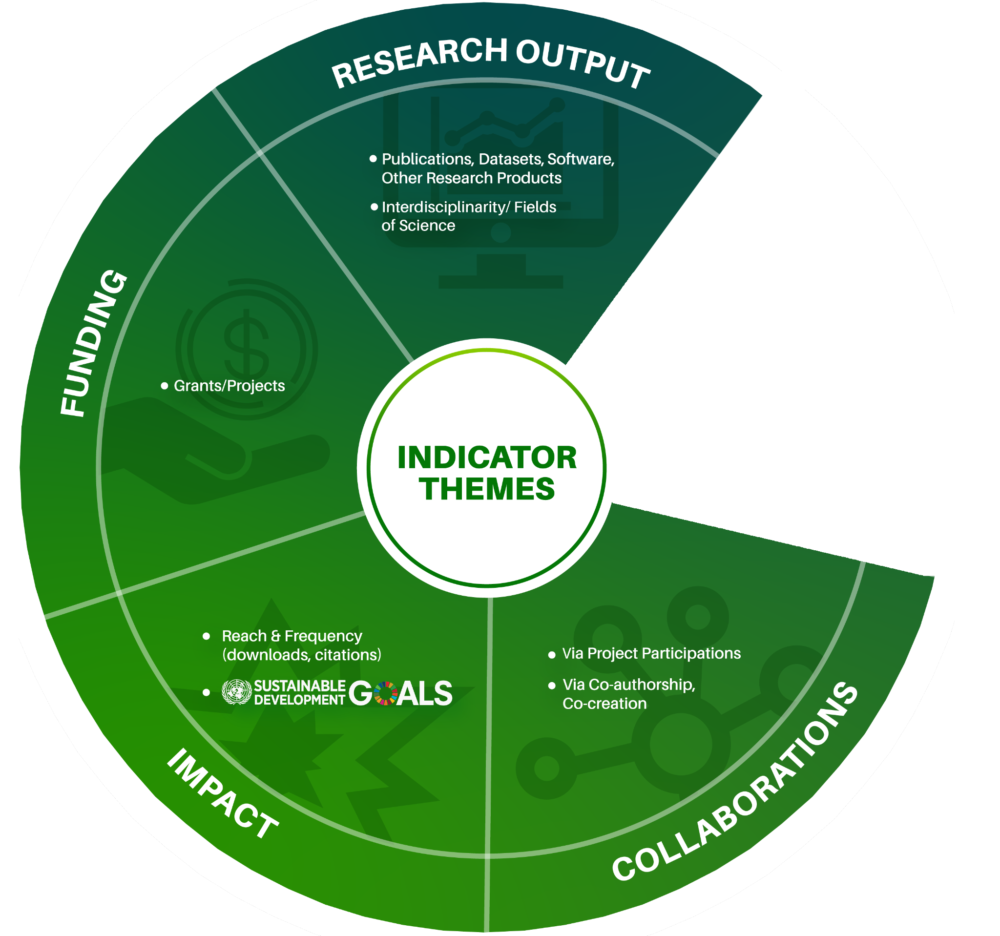 RESEARCH OUTPUT
• Publications, Datasets, Software,
Other Research Products
• Interdisciplinarity/ Fields
of Science
FUNDING
• Grants/Projects
INDICATOR
THEMES
• Reach & Frequency
(downloads, citations)
• SUSTAINABLE
DEVELOPMENT
GOALS
IMPACT
• Via Project Participations
• Via Co-authorship,
Co-creation
COLLABORATIONS